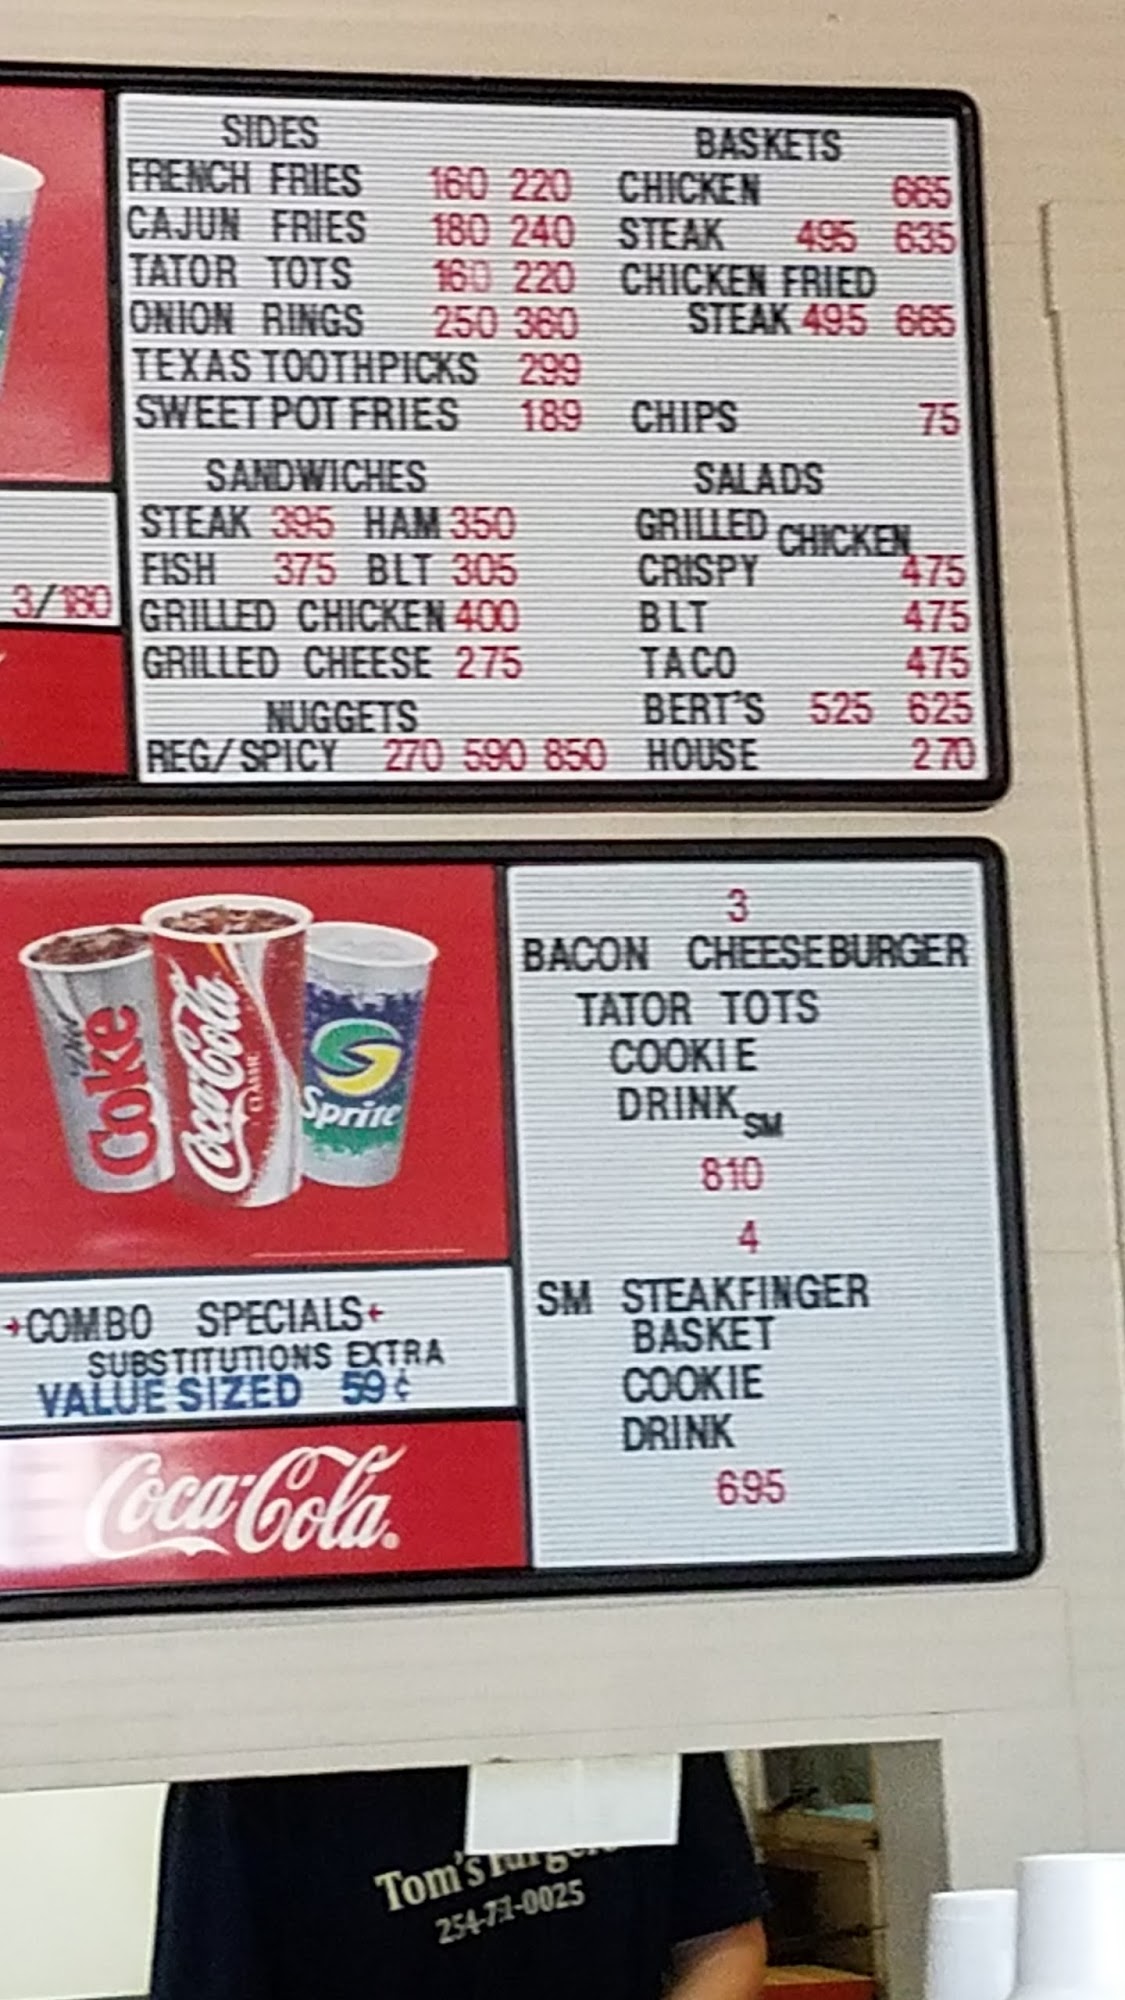 SIDES
FRENCH FRIES 160 220
CAJUN FRIES 180 240
TATOR TOTS 160 220
ONION RINGS 250 360
TEXAS TOOTHPICKS 299
SWEET POT FRIES 189
SANDWICHES
STEAK 395 HAM 350
FISH 375 BLT 305
GRILLED CHICKEN 400
GRILLED CHEESE 275
NUGGETS
REG/SPICY 270 590 850
BASKETS
CHICKEN 665
STEAK 495 635
CHICKEN FRIED
STEAK 495 665
CHIPS 75
SALADS
GRILLED CHICKEN
CRISPY 475
BLT 475
TACO 475
BERT'S 525 625
HOUSE 270
3/180
Diet Coke
Coca-Cola
CLASSIC
Sprite
→COMBO SPECIALS←
SUBSTITUTIONS EXTRA
VALUE SIZED 59¢
Coca-Cola®
3
BACON CHEESEBURGER
TATOR TOTS
COOKIE
DRINK SM
810
4
SM STEAKFINGER
BASKET
COOKIE
DRINK
695
Tom's